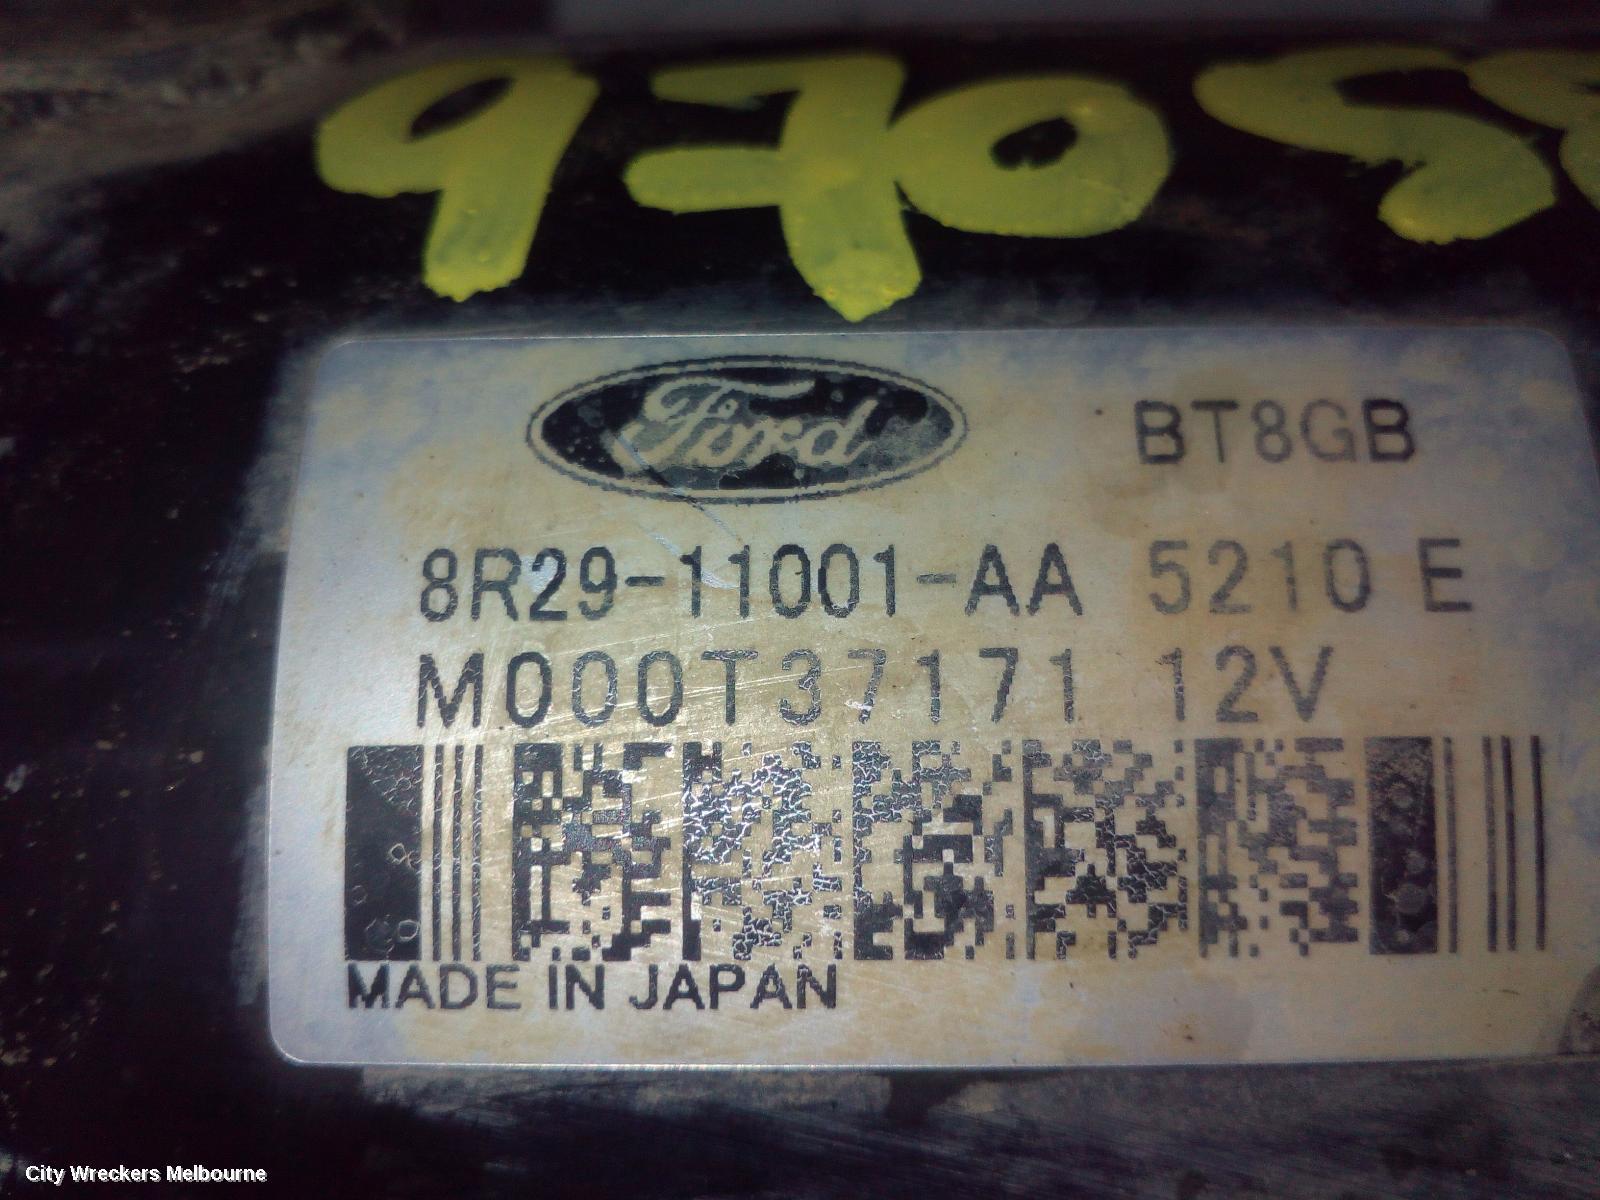 970 S
Ford
BT8GB
8R29-11001-AA 5210 E
M000T37171 12V
MADE IN JAPAN
City Wreckers Melbourne